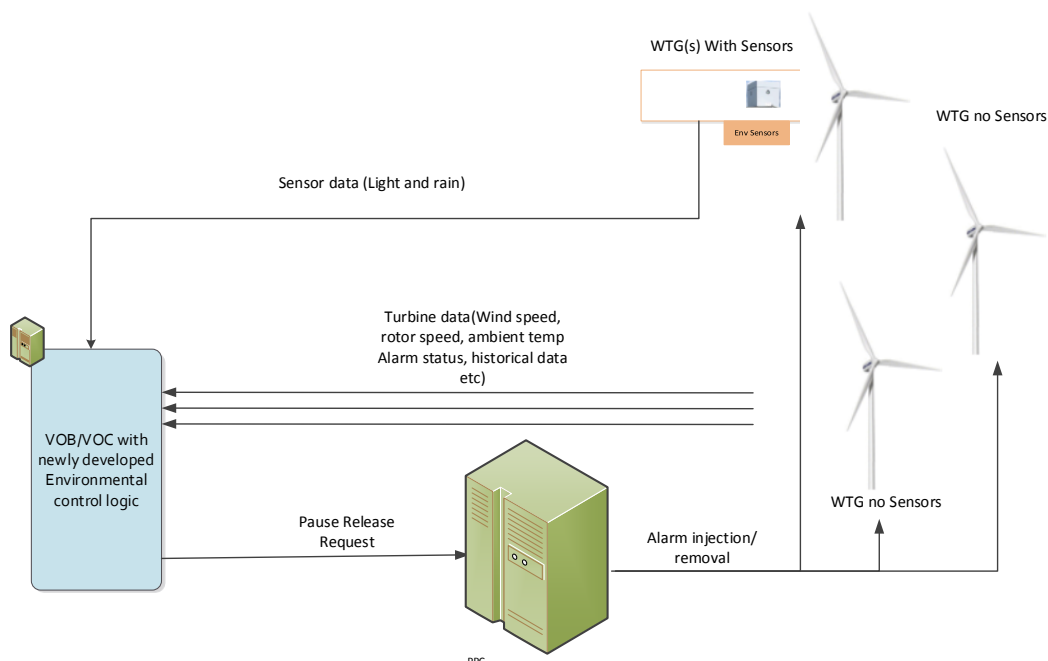 WTG(s) With Sensors
WTG no Sensors
Env Sensors
Sensor data (Light and rain)
Turbine data(Wind speed,
rotor speed, ambient temp
Alarm status, historical data
etc)
VOB/VOC with
newly developed
Environmental
control logic
WTG no Sensors
Pause Release
Request
Alarm injection/
removal